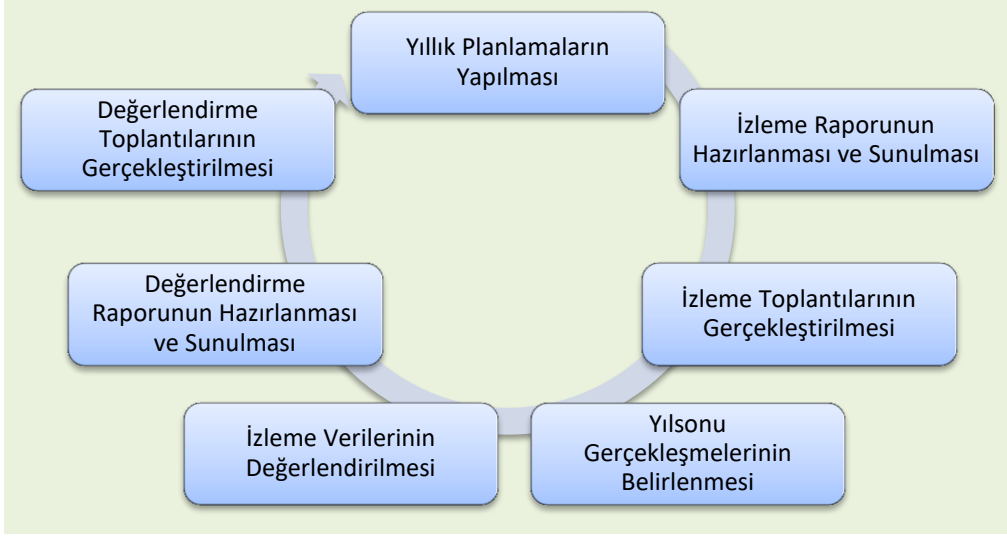 Yıllık Planlamaların
Yapılması
İzleme Raporunun
Hazırlanması ve Sunulması
İzleme Toplantılarının
Gerçekleştirilmesi
Yılsonu
Gerçekleşmelerinin
Belirlenmesi
İzleme Verilerinin
Değerlendirilmesi
Değerlendirme
Raporunun Hazırlanması
ve Sunulması
Değerlendirme
Toplantılarının
Gerçekleştirilmesi